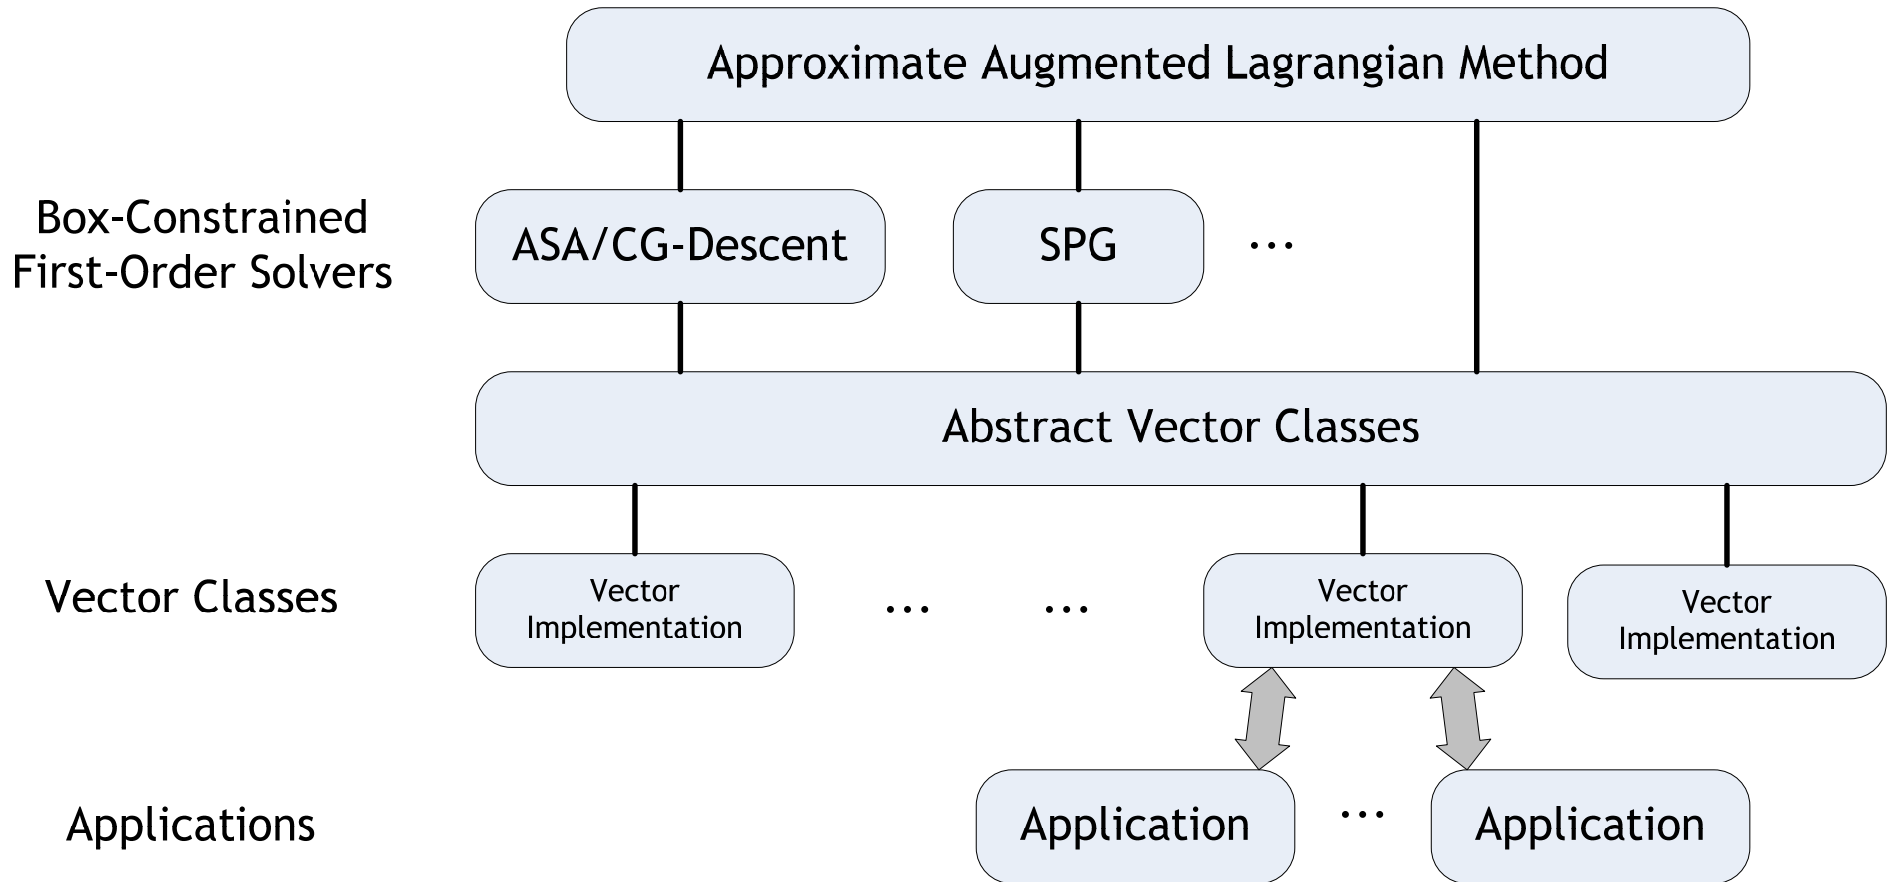 Approximate Augmented Lagrangian Method
Box-Constrained
First-Order Solvers
ASA/CG-Descent
SPG
...
Abstract Vector Classes
Vector Classes
Vector
Implementation
...
...
Vector
Implementation
Vector
Implementation
Applications
Application
...
Application